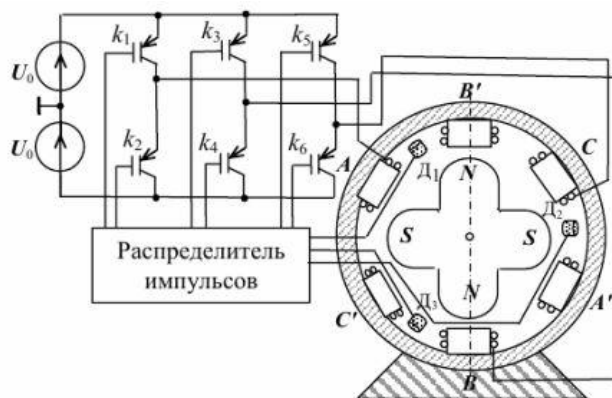 k1
k3
k5
U0
U0
k2
k4
k6
B'
A
C
Д1
N
Д2
S
S
Распределитель
импульсов
C'
Д3
N
A'
B